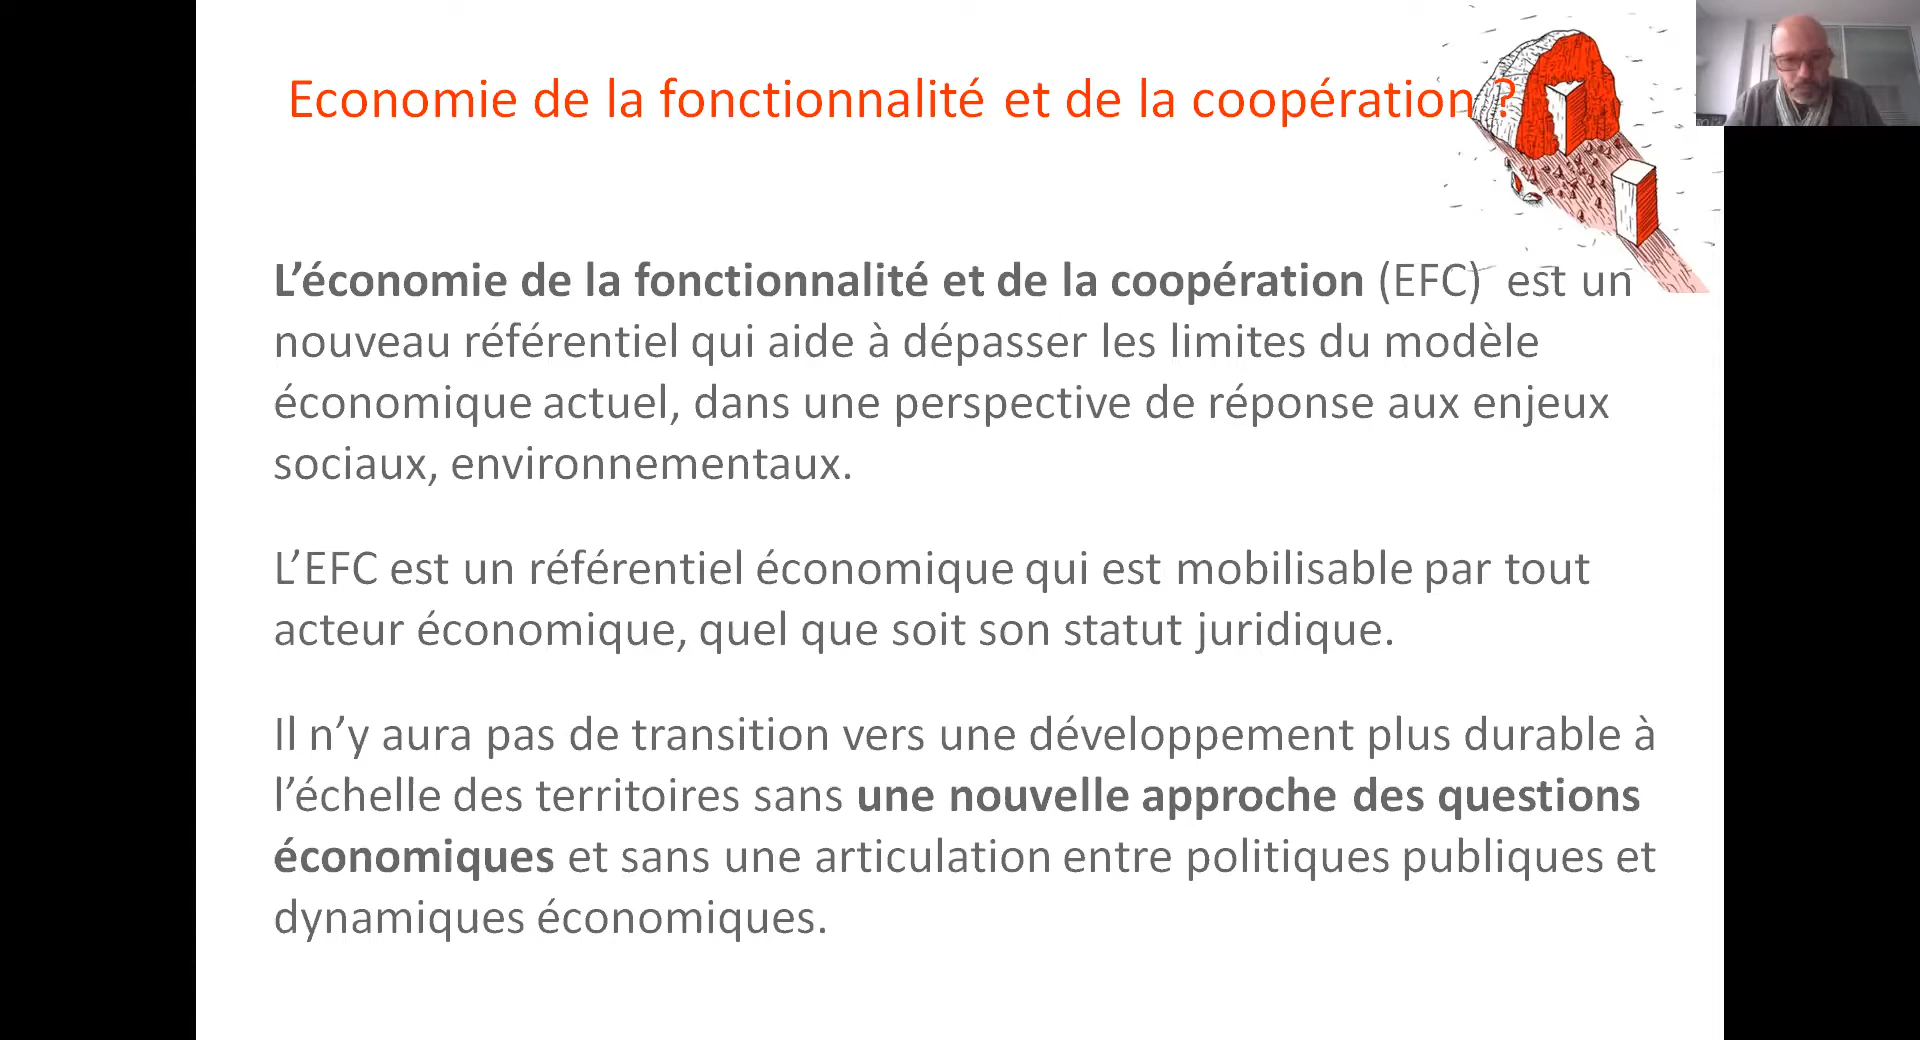 Economie de la fonctionnalité et de la coopération ?
L’économie de la fonctionnalité et de la coopération (EFC) est un
nouveau référentiel qui aide à dépasser les limites du modèle
économique actuel, dans une perspective de réponse aux enjeux
sociaux, environnementaux.
L’EFC est un référentiel économique qui est mobilisable par tout
acteur économique, quel que soit son statut juridique.
Il n’y aura pas de transition vers une développement plus durable à
l’échelle des territoires sans une nouvelle approche des questions
économiques et sans une articulation entre politiques publiques et
dynamiques économiques.